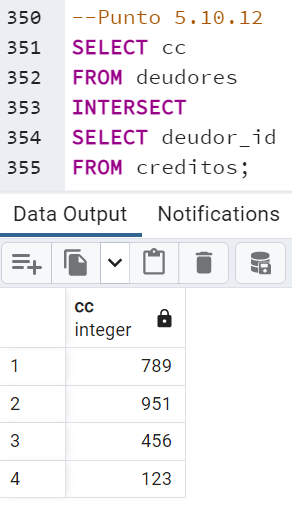 350 --Punto 5.10.12
351 SELECT cc
352 FROM deudores
353 INTERSECT
354 SELECT deudor_id
355 FROM creditos;
Data Output Notifications
cc
integer
1 789
2 951
3 456
4 123